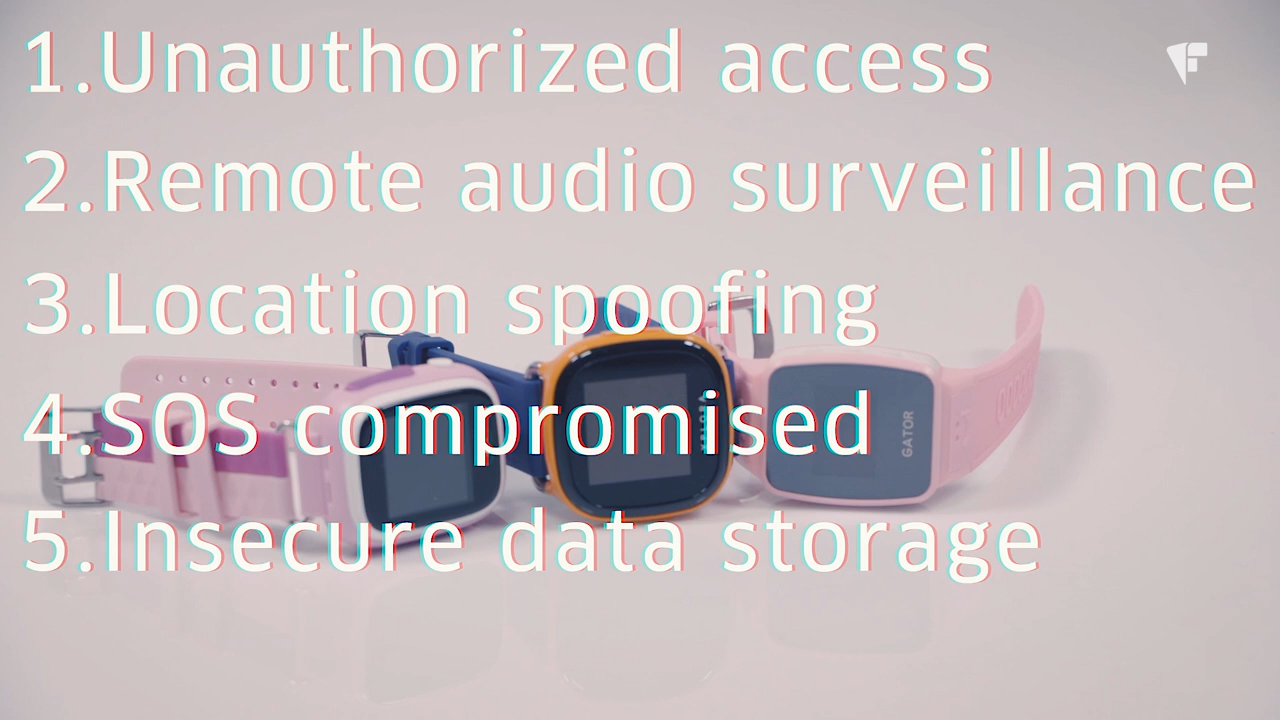 1.Unauthorized access
2.Remote audio surveillance
3.Location spoofing
4.SOS compromised
5.Insecure data storage
GATOR